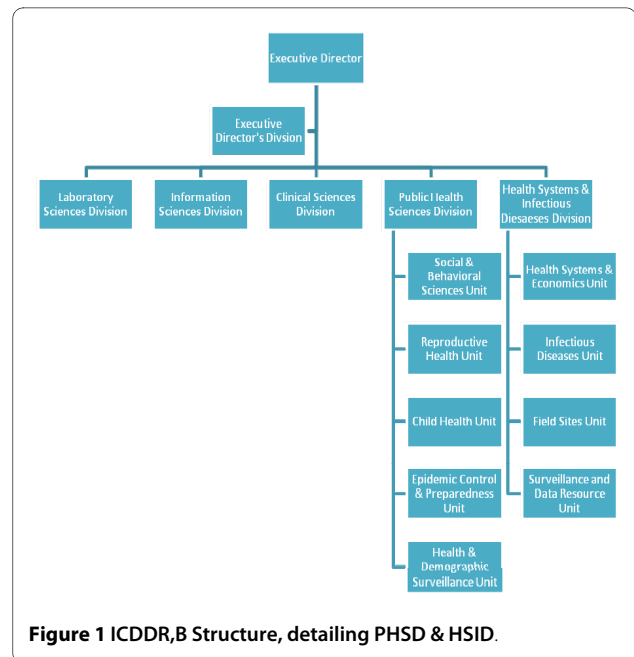 Executive Director
Executive
Director's Divsion
Laboratory
Sciences Division
Information
Sciences Division
Clinical Sciences
Division
Public Health
Sciences Division
Health Systems &
Infectious
Diesaeses Division
Social &
Behavioral
Sciences Unit
Health Systems &
Economics Unit
Reproductive
Health Unit
Infectious
Diseases Unit
Child Health Unit
Field Sites Unit
Epidemic Control
& Preparedness
Unit
Surveillance and
Data Resource
Unit
Health &
Demographic
Surveillance Unit
Figure 1 ICDDR,B Structure, detailing PHSD & HSID.